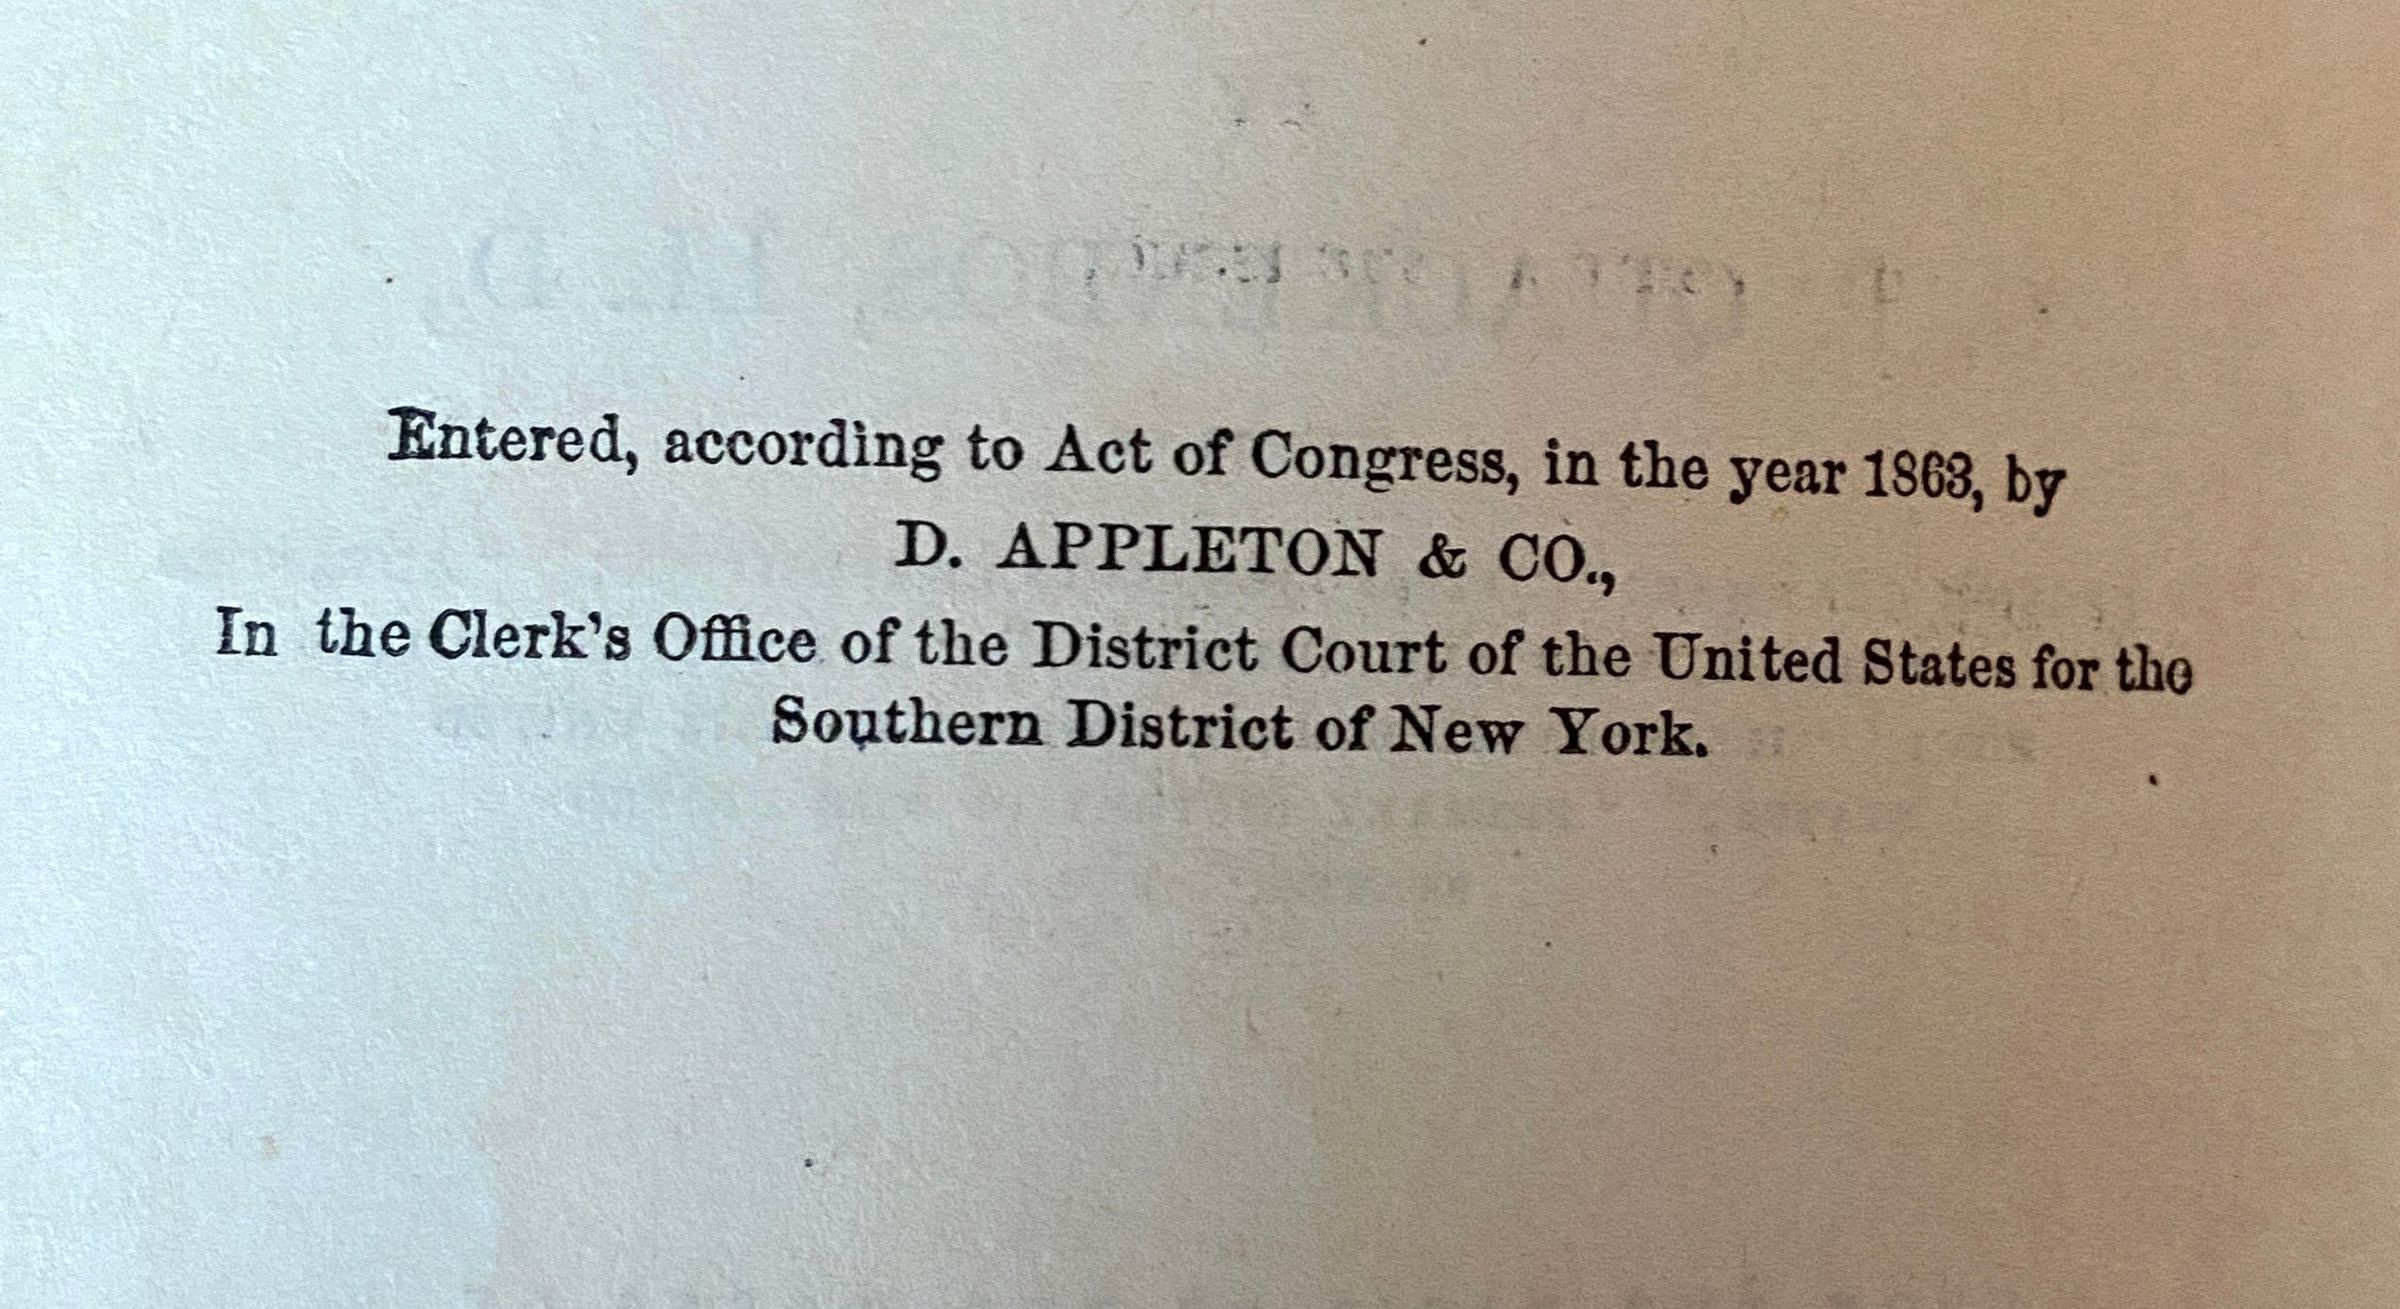 Entered, according to Act of Congress, in the year 1863, by
D. APPLETON & CO.,
In the Clerk's Office of the District Court of the United States for the
Southern District of New York.